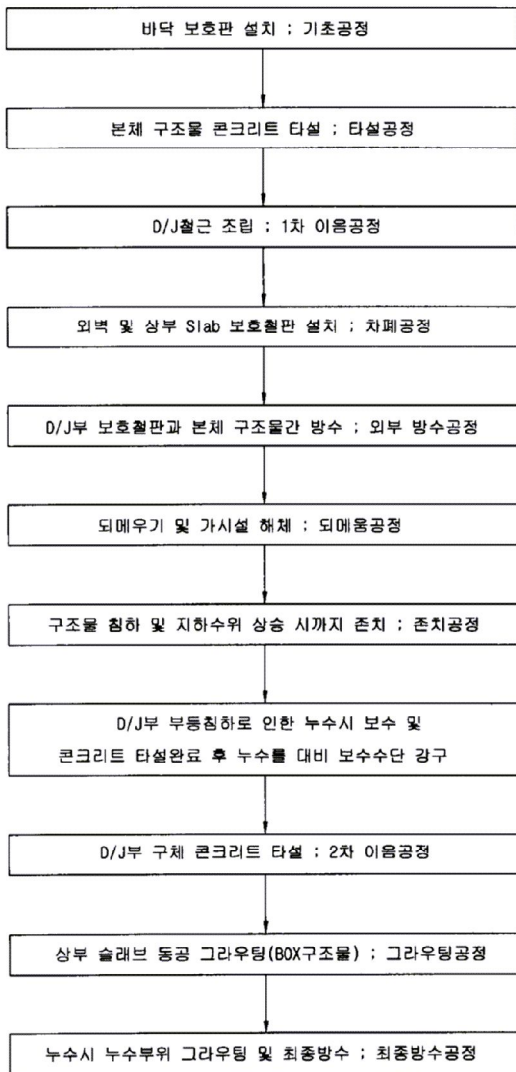 바닥 보호판 설치 ; 기초공정
본체 구조물 콘크리트 타설 ; 타설공정
D/J철근 조립 ; 1차 이음공정
외벽 및 상부 Slab 보호철판 설치 ; 차폐공정
D/J부 보호철판과 본체 구조물간 방수 ; 외부 방수공정
되메우기 및 가시설 해체 ; 되메움공정
구조물 침하 및 지하수위 상승 시까지 존치 ; 존치공정
D/J부 부등침하로 인한 누수시 보수 및
콘크리트 타설완료 후 누수를 대비 보수수단 강구
D/J부 구체 콘크리트 타설 ; 2차 이음공정
상부 슬래브 동공 그라우팅(BOX구조물) ; 그라우팅공정
누수시 누수부위 그라우팅 및 최종방수 ; 최종방수공정